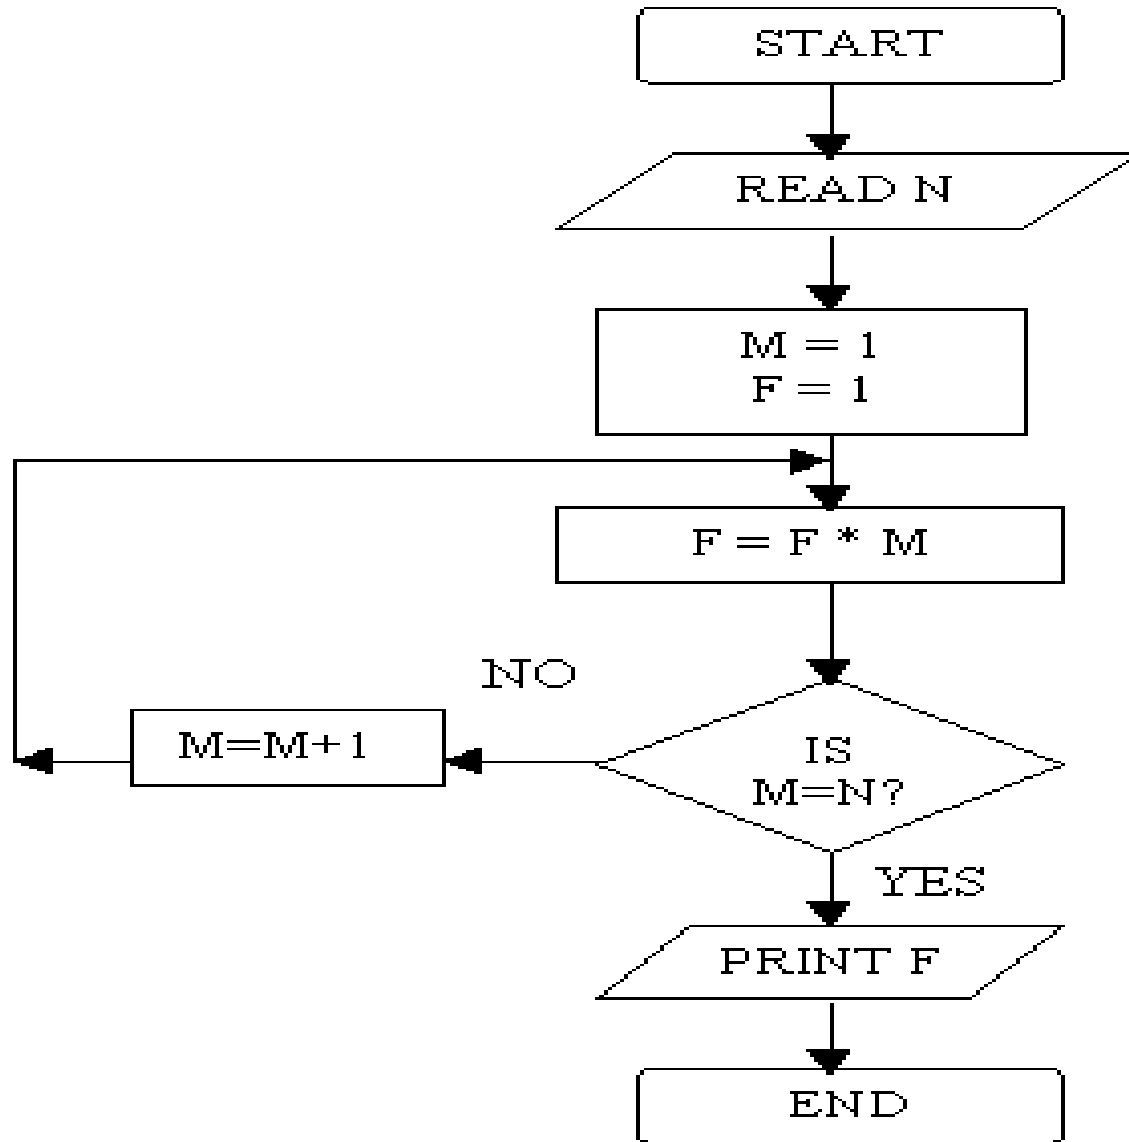 START
READ N
M = 1
F = 1
F = F * M
NO
M=M+1
IS
M=N?
YES
PRINT F
END